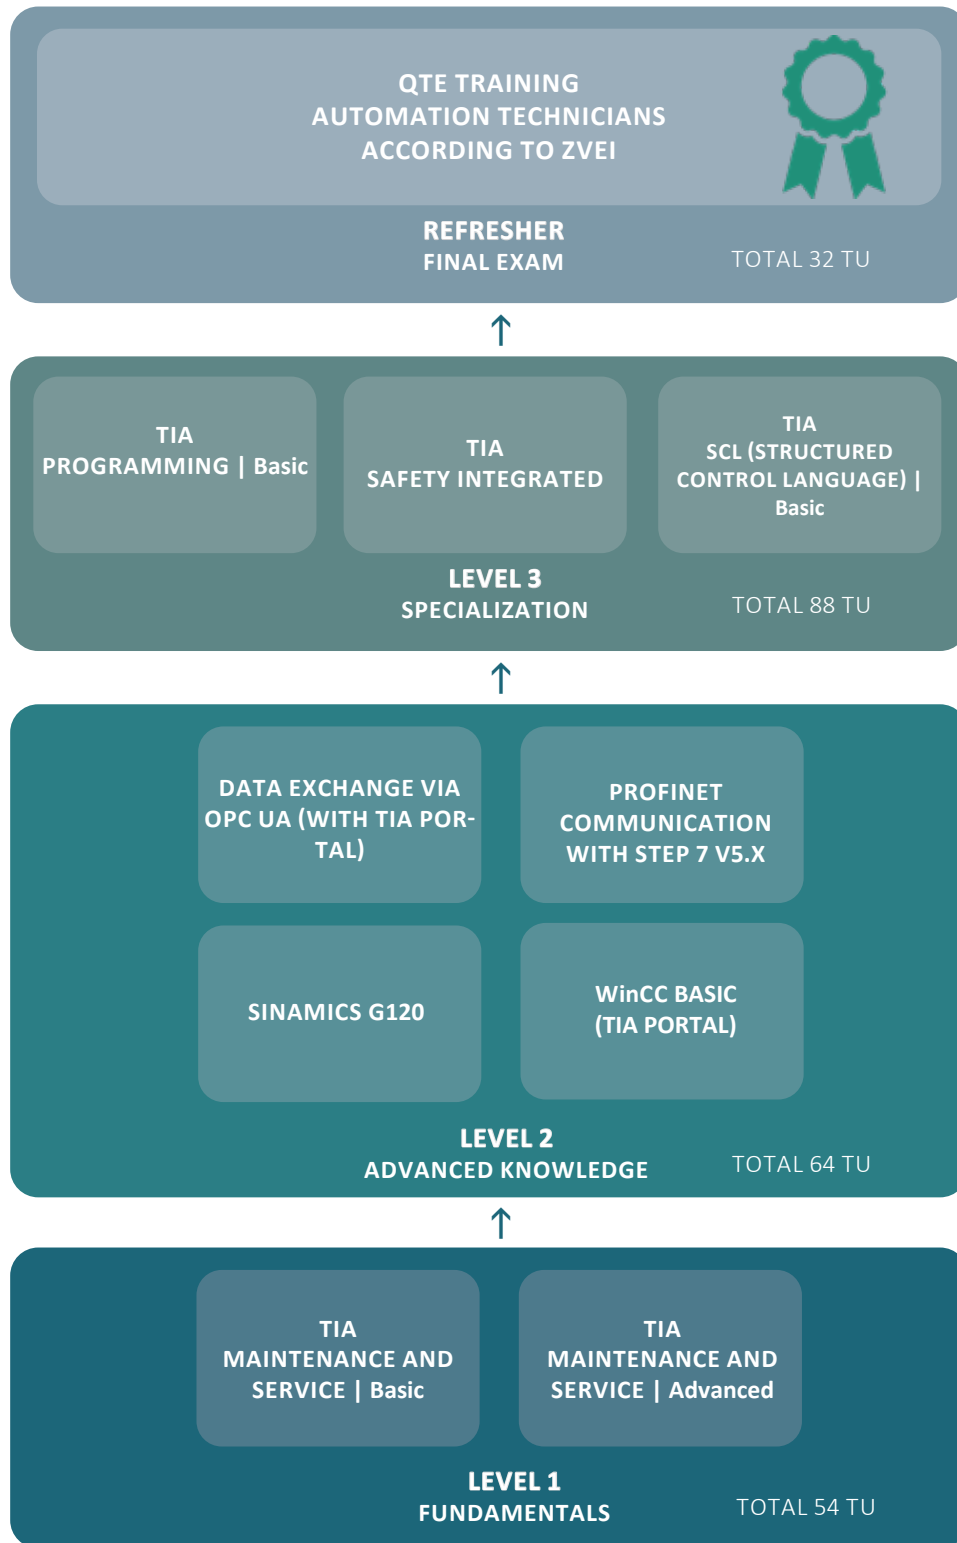 QTE TRAINING
AUTOMATION TECHNICIANS
ACCORDING TO ZVEI
REFRESHER
FINAL EXAM
TOTAL 32 TU
TIA
PROGRAMMING | Basic
TIA
SAFETY INTEGRATED
TIA
SCL (STRUCTURED
CONTROL LANGUAGE) |
Basic
LEVEL 3
SPECIALIZATION
TOTAL 88 TU
DATA EXCHANGE VIA
OPC UA (WITH TIA POR-
TAL)
PROFINET
COMMUNICATION
WITH STEP 7 V5.X
SINAMICS G120
WinCC BASIC
(TIA PORTAL)
LEVEL 2
ADVANCED KNOWLEDGE
TOTAL 64 TU
TIA
MAINTENANCE AND
SERVICE | Basic
TIA
MAINTENANCE AND
SERVICE | Advanced
LEVEL 1
FUNDAMENTALS
TOTAL 54 TU